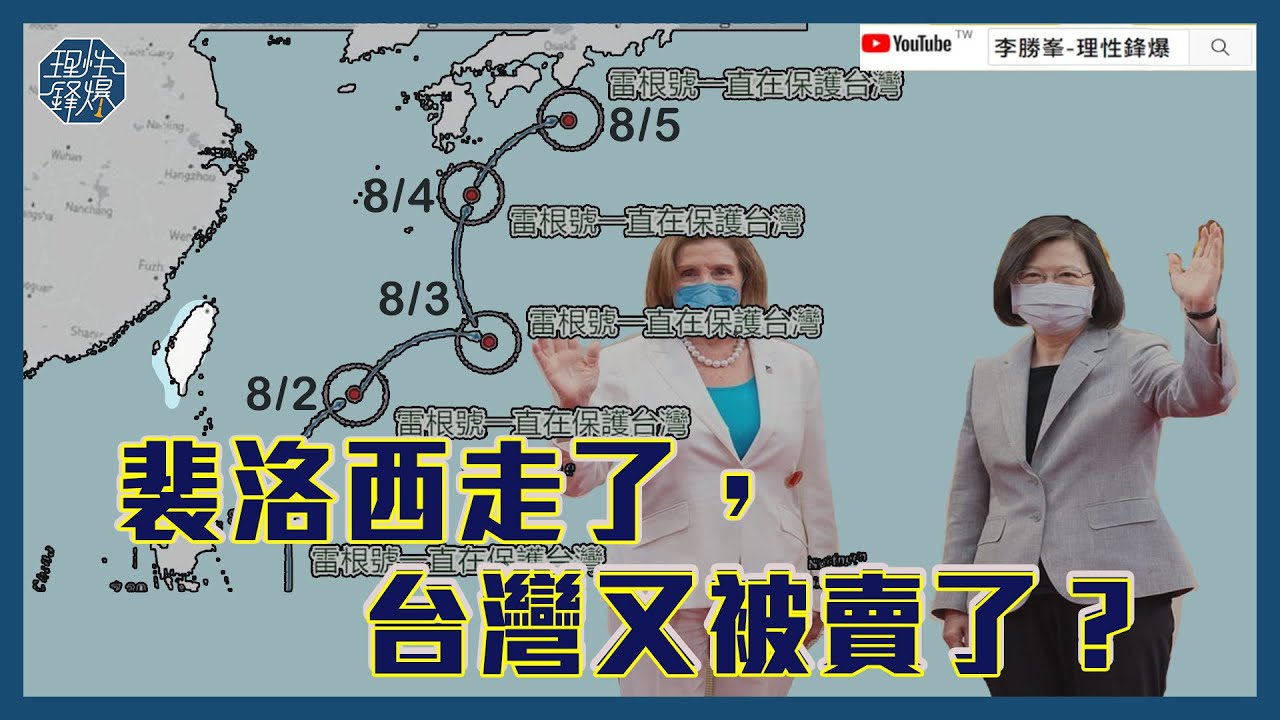 理性
鋒爆
YouTube TW
李勝峯-理性鋒爆
Osaka
雷根號一直在保護台灣
8/5
8/4
雷根號一直在保護台灣
8/3
雷根號一直在保護台灣
8/2
雷根號一直在保護台灣
雷根號一直在保護台灣
Wuhan
Hangzhou
Nanchang
裴洛西走了，
台灣又被賣了？